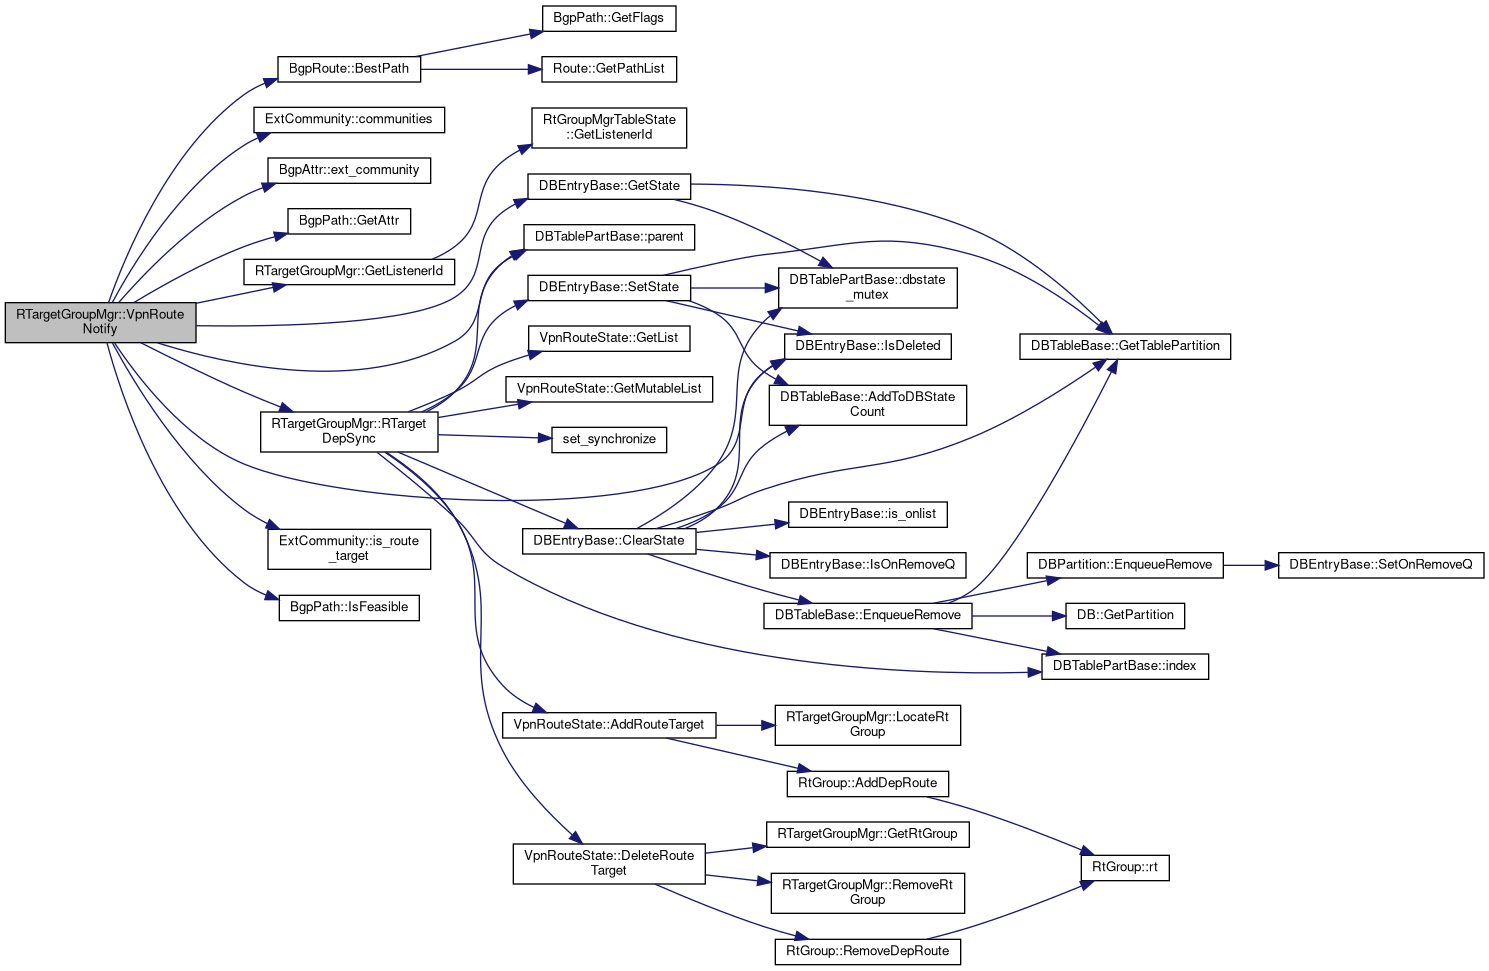 BgpPath::GetFlags
BgpRoute::BestPath
Route::GetPathList
ExtCommunity::communities
RtGroupMgrTableState
::GetListenerId
BgpAttr::ext_community
DBEntryBase::GetState
BgpPath::GetAttr
DBTablePartBase::parent
RTargetGroupMgr::GetListenerId
DBEntryBase::SetState
DBTablePartBase::dbstate
_mutex
RTargetGroupMgr::VpnRoute
Notify
VpnRouteState::GetList
DBEntryBase::IsDeleted
DBTableBase::GetTablePartition
VpnRouteState::GetMutableList
DBTableBase::AddToDBState
Count
RTargetGroupMgr::RTarget
DepSync
set_synchronize
DBEntryBase::is_onlist
ExtCommunity::is_route
_target
DBEntryBase::ClearState
DBEntryBase::IsOnRemoveQ
DBPartition::EnqueueRemove
DBEntryBase::SetOnRemoveQ
BgpPath::IsFeasible
DBTableBase::EnqueueRemove
DB::GetPartition
DBTablePartBase::index
VpnRouteState::AddRouteTarget
RTargetGroupMgr::LocateRt
Group
RtGroup::AddDepRoute
RTargetGroupMgr::GetRtGroup
VpnRouteState::DeleteRoute
Target
RtGroup::rt
RTargetGroupMgr::RemoveRt
Group
RtGroup::RemoveDepRoute